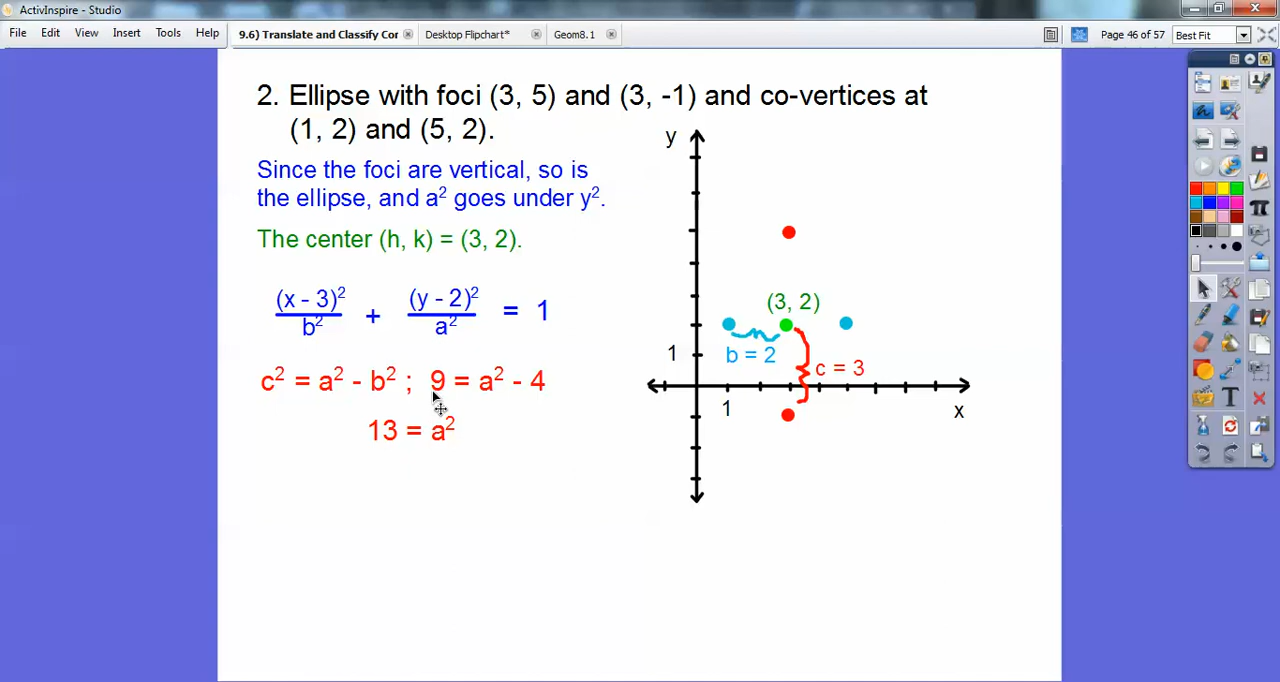 ActivInspire - Studio
File Edit View Insert Tools Help
9.6) Translate and Classify Cor
Desktop Flipchart*
Geom8.1
Page 46 of 57
Best Fit
2. Ellipse with foci (3, 5) and (3, -1) and co-vertices at
(1, 2) and (5, 2).
Since the foci are vertical, so is
the ellipse, and a² goes under y².
The center (h, k) = (3, 2).
(x - 3)²/b² + (y - 2)²/a² = 1
c² = a² - b² ; 9 = a² - 4
13 = a²
y
(3, 2)
1
b = 2
c = 3
1
x